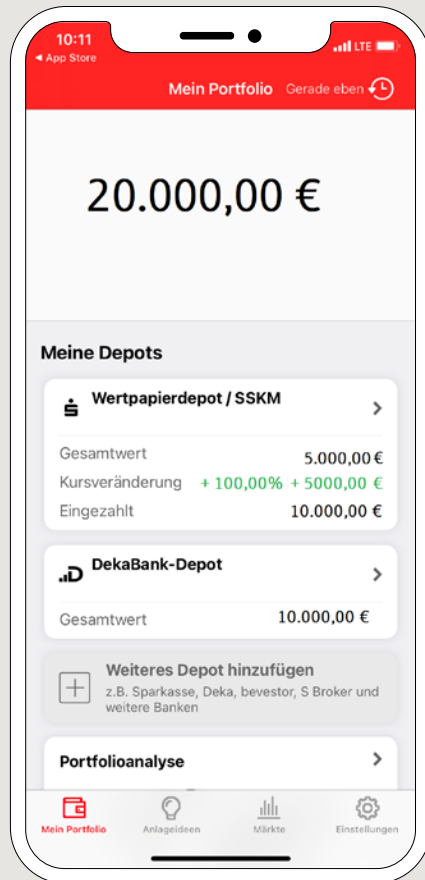 10:11
LTE
◀ App Store
Mein Portfolio Gerade eben
20.000,00 €
Meine Depots
Wertpapierdepot / SSKM
Gesamtwert 5.000,00 €
Kursveränderung + 100,00% + 5000,00 €
Eingezahlt 10.000,00 €
DekaBank-Depot
Gesamtwert 10.000,00 €
Weiteres Depot hinzufügen
z.B. Sparkasse, Deka, bevestor, S Broker und
weitere Banken
Portfolioanalyse
Mein Portfolio Anlageideen Märkte Einstellungen